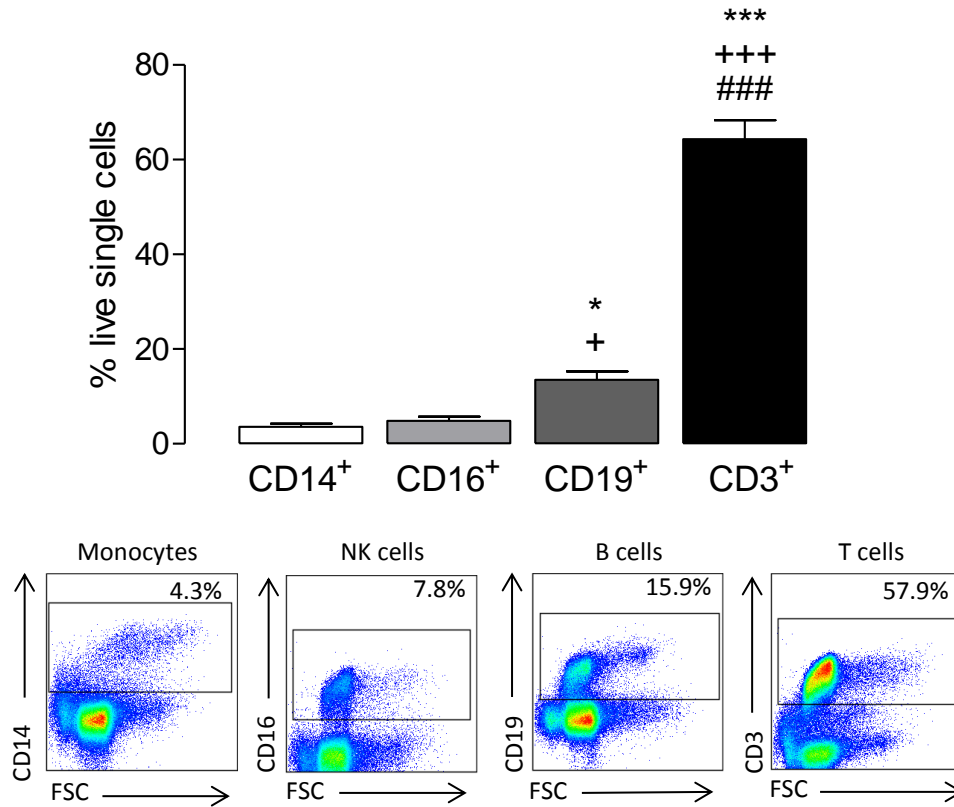 ***
+++
###
80
60
40
20
0
% live single cells
*
+
CD14+
CD16+
CD19+
CD3+
Monocytes
NK cells
B cells
T cells
4.3%
7.8%
15.9%
57.9%
CD14
CD16
CD19
CD3
FSC
FSC
FSC
FSC